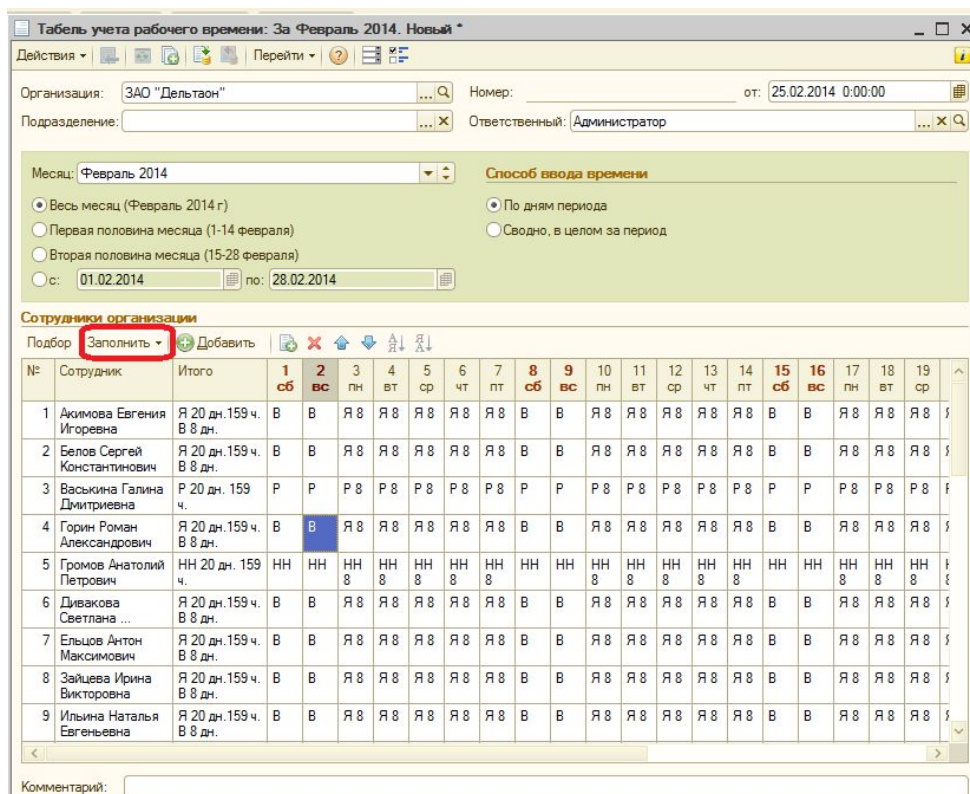 Табель учета рабочего времени: За Февраль 2014. Новый *
Действия Перейти
Организация: ЗАО "Дельтаон" ... Номер: от: 25.02.2014 0:00:00
Подразделение: ... Ответственный: Администратор ...
Месяц: Февраль 2014 Способ ввода времени
Весь месяц (Февраль 2014 г) По дням периода
Первая половина месяца (1-14 февраля) Сводно, в целом за период
Вторая половина месяца (15-28 февраля)
с: 01.02.2014 по: 28.02.2014
Сотрудники организации
Подбор Заполнить Добавить
№ Сотрудник Итого 1 2 3 4 5 6 7 8 9 10 11 12 13 14 15 16 17 18 19
сб вс пн вт ср чт пт сб вс пн вт ср чт пт сб вс пн вт ср
1 Акимова Евгения Я 20 дн.159 ч. В В Я 8 Я 8 Я 8 Я 8 Я 8 В В Я 8 Я 8 Я 8 Я 8 Я 8 В В Я 8 Я 8 Я 8
Игоревна В 8 дн.
2 Белов Сергей Я 20 дн.159 ч. В В Я 8 Я 8 Я 8 Я 8 Я 8 В В Я 8 Я 8 Я 8 Я 8 Я 8 В В Я 8 Я 8 Я 8
Константинович В 8 дн.
3 Васькина Галина Р 20 дн. 159 Р Р Р 8 Р 8 Р 8 Р 8 Р 8 Р Р Р 8 Р 8 Р 8 Р 8 Р 8 Р Р Р 8 Р 8 Р 8
Дмитриевна ч.
4 Горин Роман Я 20 дн.159 ч. В В Я 8 Я 8 Я 8 Я 8 Я 8 В В Я 8 Я 8 Я 8 Я 8 Я 8 В В Я 8 Я 8 Я 8
Александрович В 8 дн.
5 Громов Анатолий НН 20 дн. 159 НН НН НН НН НН НН НН НН НН НН НН НН НН НН НН НН НН НН НН
Петрович ч. 8 8 8 8 8 8 8 8 8 8 8 8 8
6 Дивакова Я 20 дн.159 ч. В В Я 8 Я 8 Я 8 Я 8 Я 8 В В Я 8 Я 8 Я 8 Я 8 Я 8 В В Я 8 Я 8 Я 8
Светлана ... В 8 дн.
7 Ельцов Антон Я 20 дн.159 ч. В В Я 8 Я 8 Я 8 Я 8 Я 8 В В Я 8 Я 8 Я 8 Я 8 Я 8 В В Я 8 Я 8 Я 8
Максимович В 8 дн.
8 Зайцева Ирина Я 20 дн.159 ч. В В Я 8 Я 8 Я 8 Я 8 Я 8 В В Я 8 Я 8 Я 8 Я 8 Я 8 В В Я 8 Я 8 Я 8
Викторовна В 8 дн.
9 Ильина Наталья Я 20 дн.159 ч. В В Я 8 Я 8 Я 8 Я 8 Я 8 В В Я 8 Я 8 Я 8 Я 8 Я 8 В В Я 8 Я 8 Я 8
Евгеньевна В 8 дн.
Комментарий: